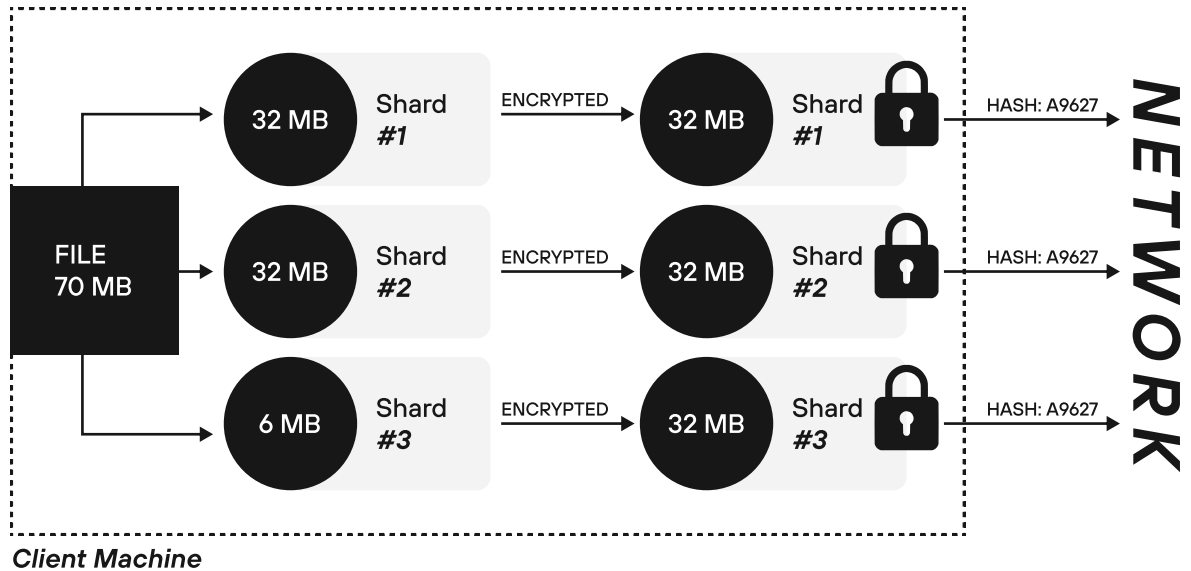 FILE
70 MB
32 MB
Shard
#1
ENCRYPTED
32 MB
Shard
#1
HASH: A9627
32 MB
Shard
#2
ENCRYPTED
32 MB
Shard
#2
HASH: A9627
6 MB
Shard
#3
ENCRYPTED
32 MB
Shard
#3
HASH: A9627
NETWORK
Client Machine